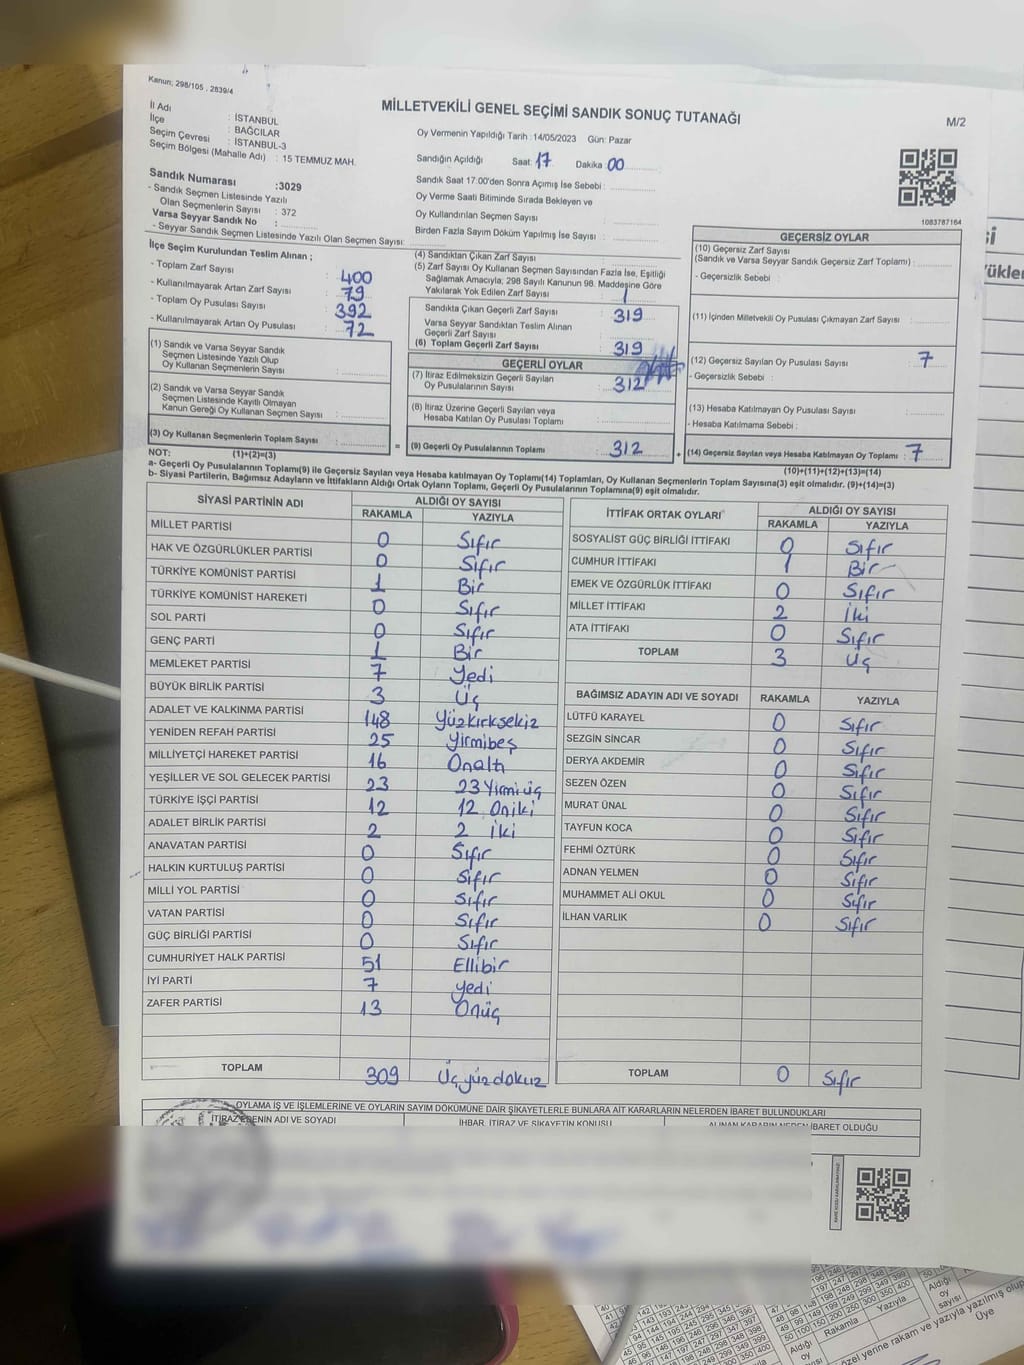 Kanun; 298/105 , 2839/4
MİLLETVEKİLİ GENEL SEÇİMİ SANDIK SONUÇ TUTANAĞI
M/2
İl Adı : İSTANBUL
İlçe : BAĞCILAR
Seçim Çevresi : İSTANBUL-3
Seçim Bölgesi (Mahalle Adı) : 15 TEMMUZ MAH.
Sandık Numarası :3029
- Sandık Seçmen Listesinde Yazılı
Olan Seçmenlerin Sayısı : 372
Varsa Seyyar Sandık No :
- Seyyar Sandık Seçmen Listesinde Yazılı Olan Seçmen Sayısı:
Oy Vermenin Yapıldığı Tarih : 14/05/2023 Gün: Pazar
Sandığın Açıldığı Saat: 17 Dakika 00
Sandık Saat 17:00'den Sonra Açımış İse Sebebi :
Oy Verme Saati Bitiminde Sırada Bekleyen ve
Oy Kullandırılan Seçmen Sayısı :
Birden Fazla Sayım Döküm Yapılmış İse Sayısı :
1083787164
İlçe Seçim Kurulundan Teslim Alınan ;
- Toplam Zarf Sayısı : 400
- Kullanılmayarak Artan Zarf Sayısı : 79
- Toplam Oy Pusulası Sayısı : 392
- Kullanılmayarak Artan Oy Pusulası : 72
(1) Sandık ve Varsa Seyyar Sandık
Seçmen Listesinde Yazılı Olup
Oy Kullanan Seçmenlerin Sayısı :
(2) Sandık ve Varsa Seyyar Sandık
Seçmen Listesinde Kayıtlı Olmayan
Kanun Gereği Oy Kullanan Seçmen Sayısı :
(3) Oy Kullanan Seçmenlerin Toplam Sayısı :
(1)+(2)=(3)
(4) Sandıktan Çıkan Zarf Sayısı :
(5) Zarf Sayısı Oy Kullanan Seçmen Sayısından Fazla İse, Eşitliği
Sağlamak Amacıyla; 298 Sayılı Kanunun 98. Maddesine Göre
Yakılarak Yok Edilen Zarf Sayısı : 1
Sandıkta Çıkan Geçerli Zarf Sayısı : 319
Varsa Seyyar Sandıktan Teslim Alınan
Geçerli Zarf Sayısı :
(6) Toplam Geçerli Zarf Sayısı : 319
GEÇERLİ OYLAR
(7) İtiraz Edilmeksizin Geçerli Sayılan
Oy Pusulalarının Sayısı : 312
(8) İtiraz Üzerine Geçerli Sayılan veya
Hesaba Katılan Oy Pusulası Toplamı :
= (9) Geçerli Oy Pusulalarının Toplamı : 312 +
GEÇERSİZ OYLAR
(10) Geçersiz Zarf Sayısı
(Sandık ve Varsa Seyyar Sandık Geçersiz Zarf Toplamı) :
- Geçersizlik Sebebi :
(11) İçinden Milletvekili Oy Pusulası Çıkmayan Zarf Sayısı :
(12) Geçersiz Sayılan Oy Pusulası Sayısı : 7
- Geçersizlik Sebebi :
(13) Hesaba Katılmayan Oy Pusulası Sayısı :
- Hesaba Katılmama Sebebi :
(14) Geçersiz Sayılan veya Hesaba Katılmayan Oy Toplamı : 7
(10)+(11)+(12)+(13)=(14)
NOT:
a- Geçerli Oy Pusulalarının Toplamı(9) ile Geçersiz Sayılan veya Hesaba katılmayan Oy Toplamı(14) Toplamları, Oy Kullanan Seçmenlerin Toplam Sayısına(3) eşit olmalıdır. (9)+(14)=(3)
b- Siyasi Partilerin, Bağımsız Adayların ve İttifakların Aldığı Ortak Oyların Toplamı, Geçerli Oy Pusulalarının Toplamına(9) eşit olmalıdır.
SİYASİ PARTİNİN ADI ALDIĞI OY SAYISI
RAKAMLA YAZIYLA
MİLLET PARTİSİ 0 Sıfır
HAK VE ÖZGÜRLÜKLER PARTİSİ 0 Sıfır
TÜRKİYE KOMÜNİST PARTİSİ 1 Bir
TÜRKİYE KOMÜNİST HAREKETİ 0 Sıfır
SOL PARTİ 0 Sıfır
GENÇ PARTİ 1 Bir
MEMLEKET PARTİSİ 7 Yedi
BÜYÜK BİRLİK PARTİSİ 3 Üç
ADALET VE KALKINMA PARTİSİ 148 Yüzkırksekiz
YENİDEN REFAH PARTİSİ 25 Yirmibeş
MİLLİYETÇİ HAREKET PARTİSİ 16 Onaltı
YEŞİLLER VE SOL GELECEK PARTİSİ 23 23 Yirmiüç
TÜRKİYE İŞÇİ PARTİSİ 12 12 Oniki
ADALET BİRLİK PARTİSİ 2 2 İki
ANAVATAN PARTİSİ 0 Sıfır
HALKIN KURTULUŞ PARTİSİ 0 Sıfır
MİLLİ YOL PARTİSİ 0 Sıfır
VATAN PARTİSİ 0 Sıfır
GÜÇ BİRLİĞİ PARTİSİ 0 Sıfır
CUMHURİYET HALK PARTİSİ 51 Ellibir
İYİ PARTİ 7 Yedi
ZAFER PARTİSİ 13 Onüç
TOPLAM 309 Üçyüzdokuz
İTTİFAK ORTAK OYLARI ALDIĞI OY SAYISI
RAKAMLA YAZIYLA
SOSYALİST GÜÇ BİRLİĞİ İTTİFAKI 0 Sıfır
CUMHUR İTTİFAKI 1 Bir
EMEK VE ÖZGÜRLÜK İTTİFAKI 0 Sıfır
MİLLET İTTİFAKI 2 İki
ATA İTTİFAKI 0 Sıfır
TOPLAM 3 Üç
BAĞIMSIZ ADAYIN ADI VE SOYADI RAKAMLA YAZIYLA
LÜTFÜ KARAYEL 0 Sıfır
SEZGİN SİNCAR 0 Sıfır
DERYA AKDEMİR 0 Sıfır
SEZEN ÖZEN 0 Sıfır
MURAT ÜNAL 0 Sıfır
TAYFUN KOCA 0 Sıfır
FEHMİ ÖZTÜRK 0 Sıfır
ADNAN YELMEN 0 Sıfır
MUHAMMET ALİ OKUL 0 Sıfır
İLHAN VARLIK 0 Sıfır
TOPLAM 0 Sıfır
OYLAMA İŞ VE İŞLEMLERİNE VE OYLARIN SAYIM DÖKÜMÜNE DAİR ŞİKAYETLERLE BUNLARA AİT KARARLARIN NELERDEN İBARET BULUNDUKLARI
İTİRAZ EDENİN ADI VE SOYADI İHBAR, İTİRAZ VE ŞİKAYETİN KONUSU ALINAN KARARIN NEDEN İBARET OLDUĞU
Aldığı
oy
sayısı
Yazıyla
Rakamla
Üye